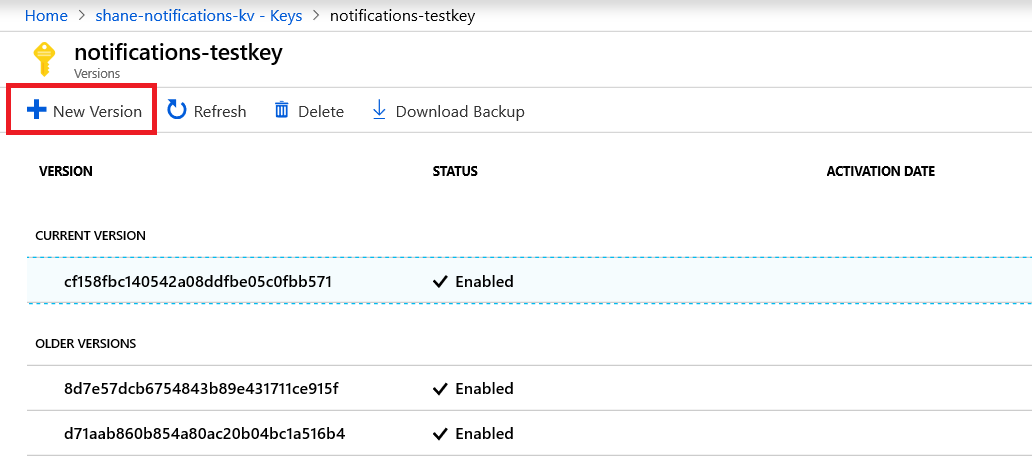 Home > shane-notifications-kv - Keys > notifications-testkey
notifications-testkey
Versions
New Version Refresh Delete Download Backup
VERSION STATUS ACTIVATION DATE
CURRENT VERSION
cf158fbc140542a08ddfbe05c0fbb571 Enabled
OLDER VERSIONS
8d7e57dcb6754843b89e431711ce915f Enabled
d71aab860b854a80ac20b04bc1a516b4 Enabled